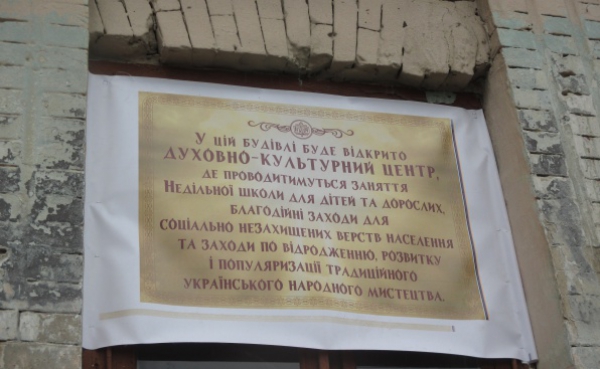 У цій будівлі буде відкрито
ДУХОВНО-КУЛЬТУРНИЙ ЦЕНТР,
де проводитимуться заняття
Недільної школи для дітей та дорослих,
благодійні заходи для
соціально незахищених верств населення
та заходи по відродженню, розвитку
і популяризації традиційного
українського народного мистецтва.